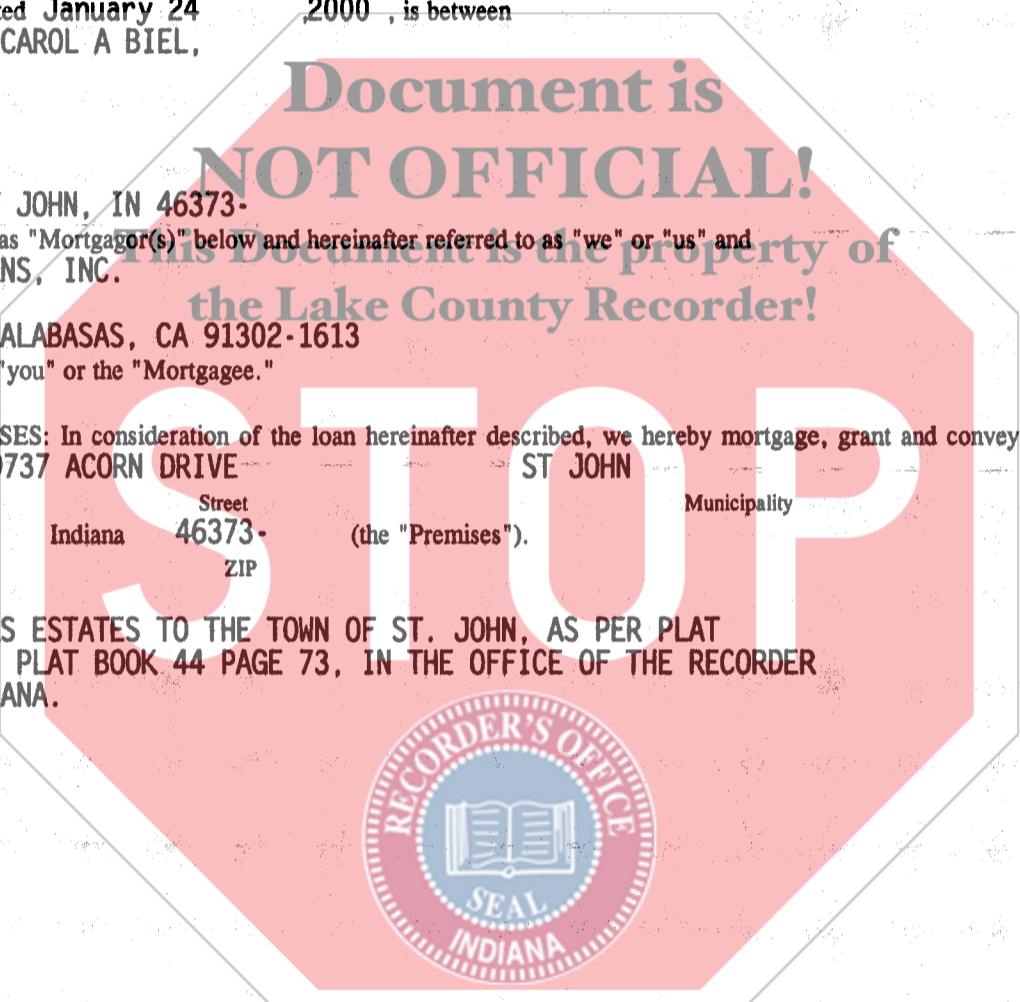 ted January 24 ,2000 , is between
CAROL A BIEL,
Document is
NOT OFFICIAL!
JOHN, IN 46373-
as "Mortgagor(s)" below and hereinafter referred to as "we" or "us" and
This Document is the property of
NS, INC.
the Lake County Recorder!
ALABASAS, CA 91302-1613
"you" or the "Mortgagee."
STOP
SES: In consideration of the loan hereinafter described, we hereby mortgage, grant and convey
9737 ACORN DRIVE ST JOHN
Street Municipality
Indiana 46373- (the "Premises").
ZIP
S ESTATES TO THE TOWN OF ST. JOHN, AS PER PLAT
PLAT BOOK 44 PAGE 73, IN THE OFFICE OF THE RECORDER
ANA.
RECORDER'S OFFICE
SEAL
INDIANA